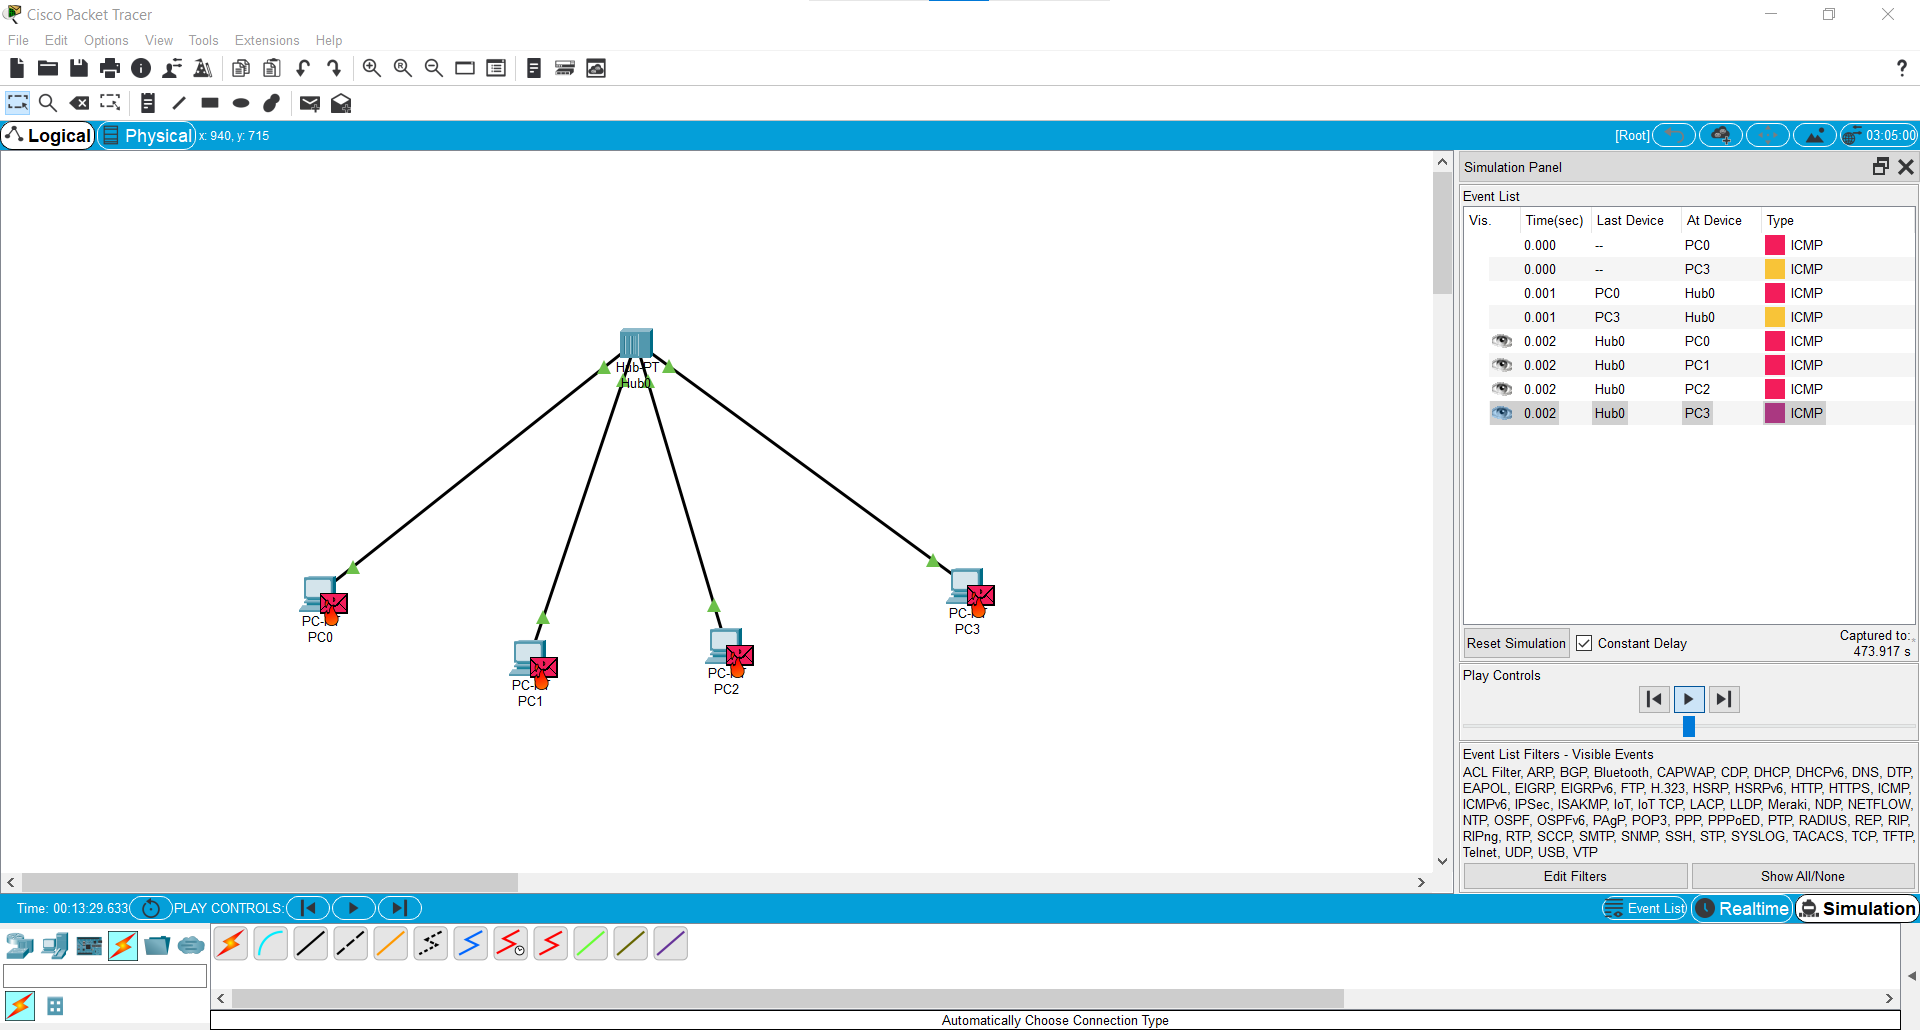 Cisco Packet Tracer
File Edit Options View Tools Extensions Help
Logical Physical x: 940, y: 715 [Root] 03:05:00
Hub-PT
Hub0
PC0
PC1
PC2
PC3
Simulation Panel
Event List
Vis. Time(sec) Last Device At Device Type
0.000 -- PC0 ICMP
0.000 -- PC3 ICMP
0.001 PC0 Hub0 ICMP
0.001 PC3 Hub0 ICMP
0.002 Hub0 PC0 ICMP
0.002 Hub0 PC1 ICMP
0.002 Hub0 PC2 ICMP
0.002 Hub0 PC3 ICMP
Reset Simulation Constant Delay Captured to:
473.917 s
Play Controls
Event List Filters - Visible Events
ACL Filter, ARP, BGP, Bluetooth, CAPWAP, CDP, DHCP, DHCPv6, DNS, DTP,
EAPOL, EIGRP, EIGRPv6, FTP, H.323, HSRP, HSRPv6, HTTP, HTTPS, ICMP,
ICMPv6, IPSec, ISAKMP, IoT, IoT TCP, LACP, LLDP, Meraki, NDP, NETFLOW,
NTP, OSPF, OSPFv6, PAgP, POP3, PPP, PPPoED, PTP, RADIUS, REP, RIP,
RIPng, RTP, SCCP, SMTP, SNMP, SSH, STP, SYSLOG, TACACS, TCP, TFTP,
Telnet, UDP, USB, VTP
Edit Filters Show All/None
Time: 00:13:29.633 PLAY CONTROLS: Event List Realtime Simulation
Automatically Choose Connection Type